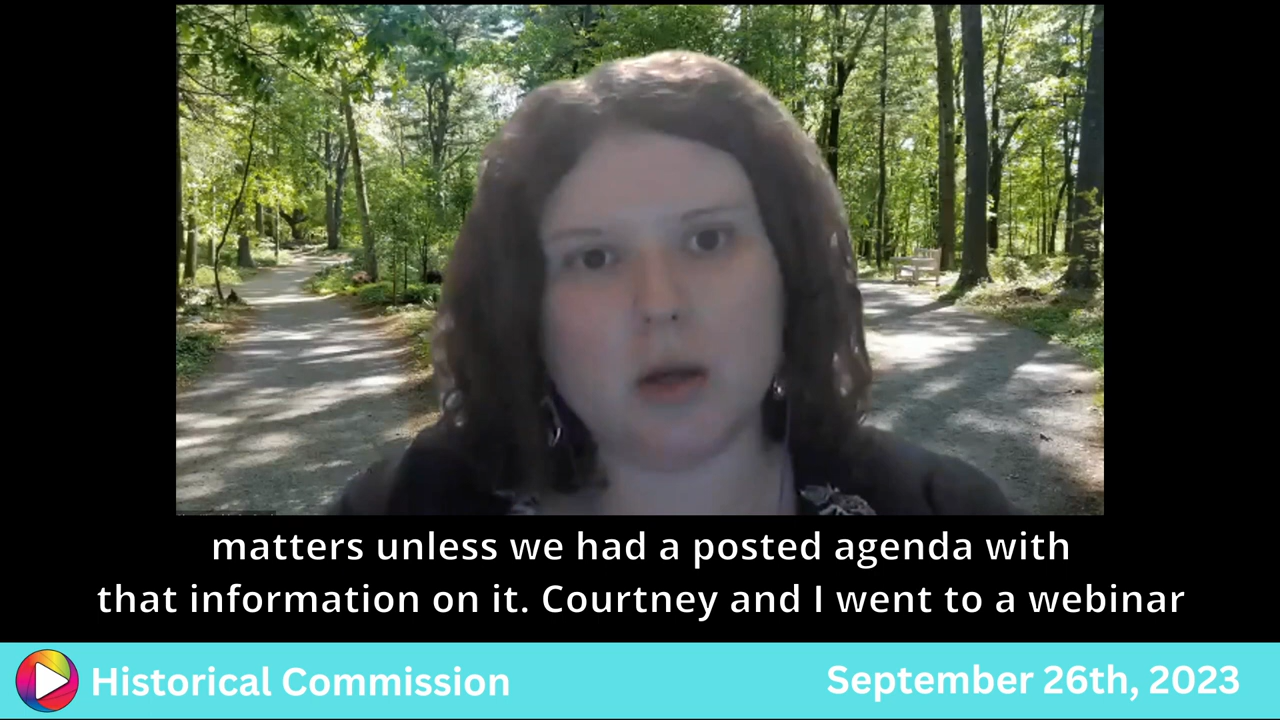 matters unless we had a posted agenda with
that information on it. Courtney and I went to a webinar
Historical Commission
September 26th, 2023